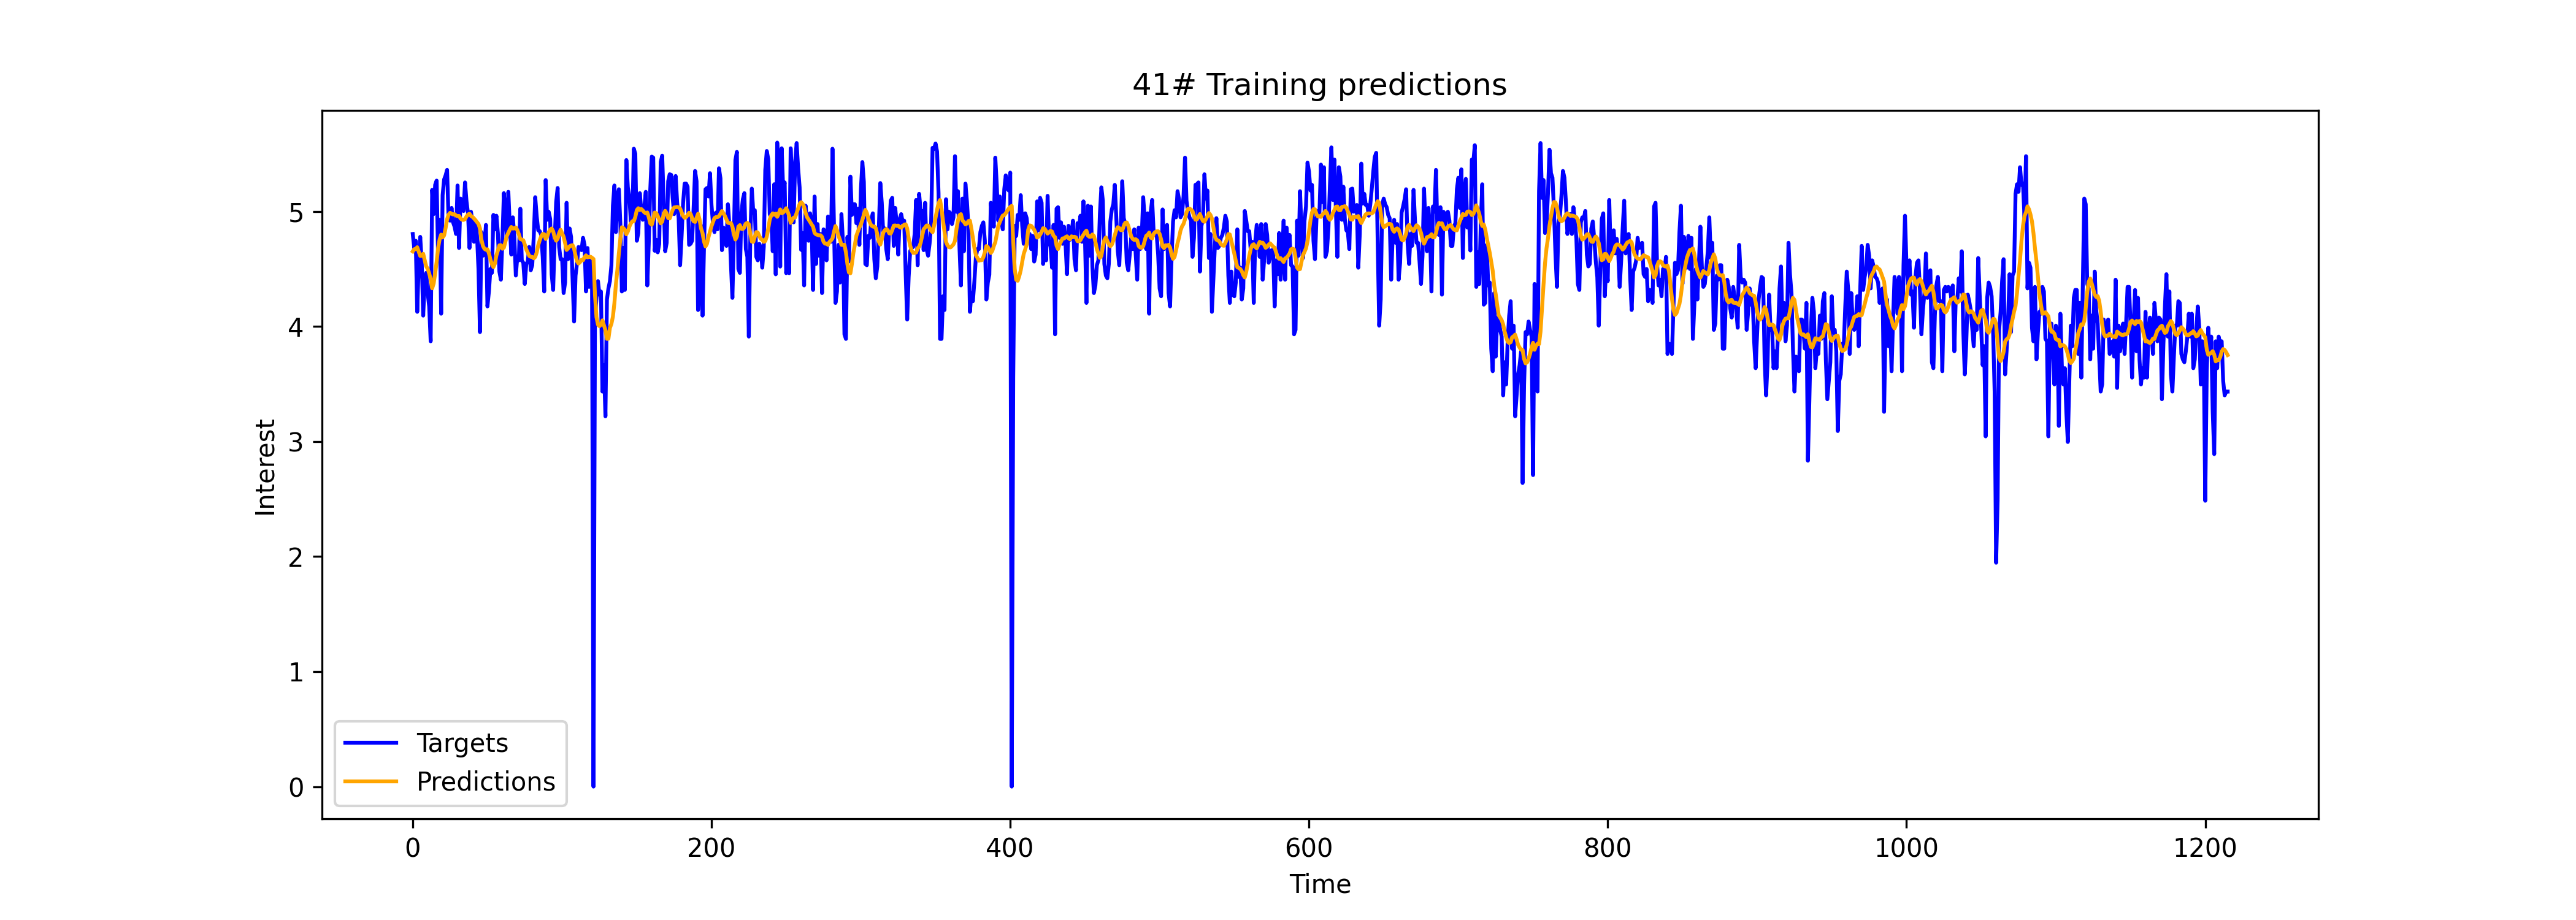 41# Training predictions
Interest
5
4
3
2
1
0
Targets
Predictions
0 200 400 600 800 1000 1200
Time